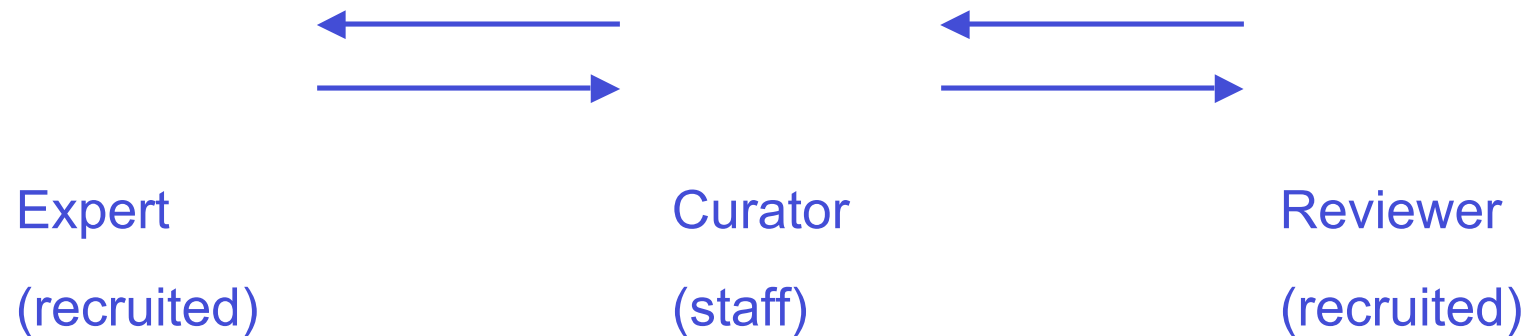 Expert
(recruited)
Curator
(staff)
Reviewer
(recruited)